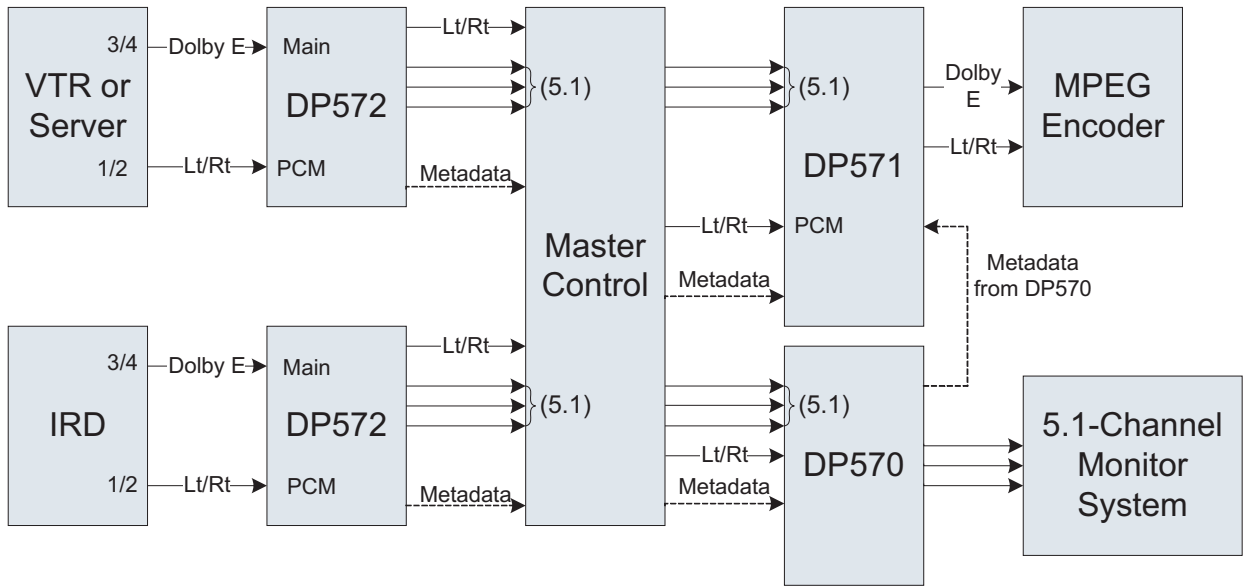 3/4
Dolby E
Main
VTR or
Server
1/2
Lt/Rt
PCM
DP572
Lt/Rt
(5.1)
Metadata
3/4
Dolby E
Main
IRD
1/2
Lt/Rt
PCM
DP572
Lt/Rt
(5.1)
Metadata
Master
Control
(5.1)
DP571
Lt/Rt
PCM
Metadata
Dolby
E
Lt/Rt
MPEG
Encoder
Metadata
from DP570
(5.1)
Lt/Rt
DP570
Metadata
5.1-Channel
Monitor
System